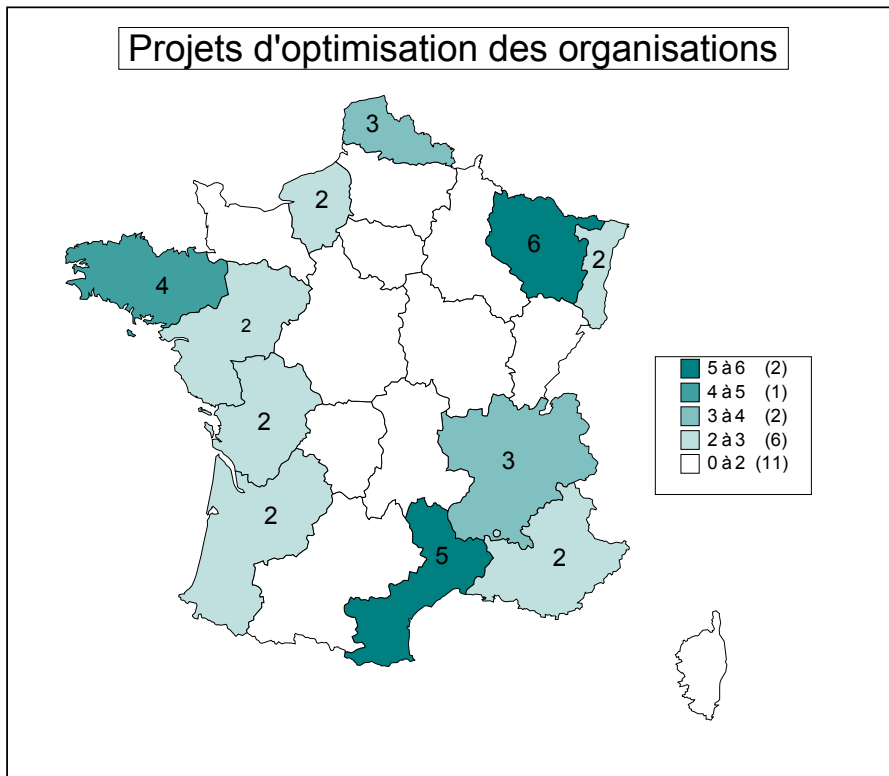 Projets d'optimisation des organisations
3
2
6
2
4
2
2
3
2
5
2
5 à 6 (2)
4 à 5 (1)
3 à 4 (2)
2 à 3 (6)
0 à 2 (11)